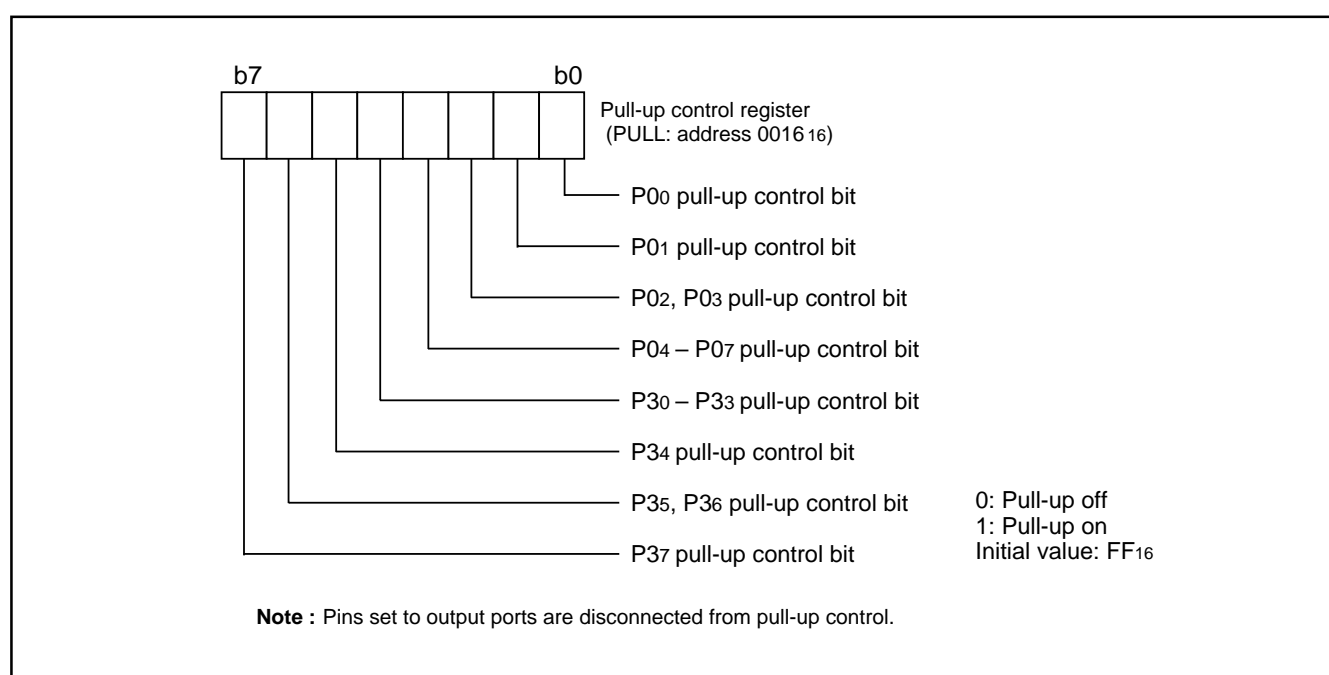 b7 b0
Pull-up control register
(PULL: address 0016 16)
P00 pull-up control bit
P01 pull-up control bit
P02, P03 pull-up control bit
P04 – P07 pull-up control bit
P30 – P33 pull-up control bit
P34 pull-up control bit
P35, P36 pull-up control bit
P37 pull-up control bit
0: Pull-up off
1: Pull-up on
Initial value: FF16
Note : Pins set to output ports are disconnected from pull-up control.